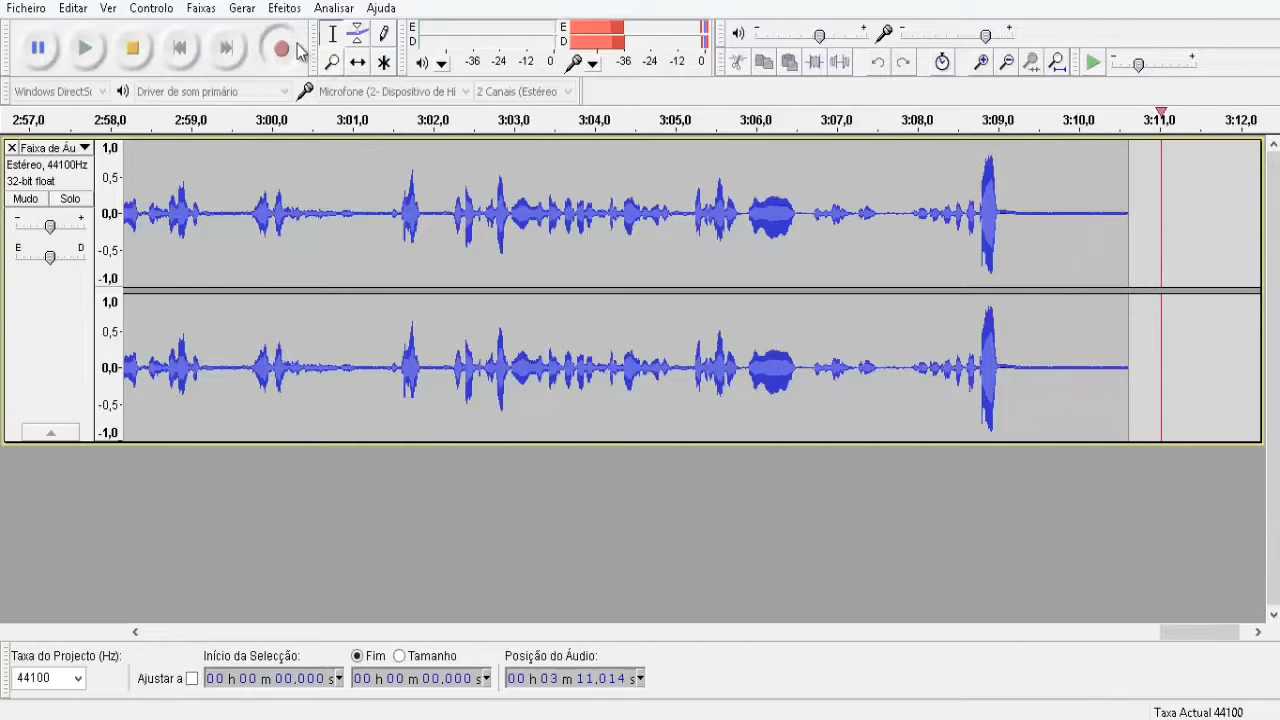 Ficheiro Editar Ver Controlo Faixas Gerar Efeitos Analisar Ajuda
E
D
-36 -24 -12 0
E
D
-36 -24 -12 0
- +
- +
- +
Windows DirectSc Driver de som primário Microfone (2- Dispositivo de Hi 2 Canais (Estéreo
2:57,0 2:58,0 2:59,0 3:00,0 3:01,0 3:02,0 3:03,0 3:04,0 3:05,0 3:06,0 3:07,0 3:08,0 3:09,0 3:10,0 3:11,0 3:12,0
X Faixa de Áu
Estéreo, 44100Hz
32-bit float
Mudo Solo
- +
E D
1,0
0,5-
0,0-
-0,5-
-1,0
1,0
0,5-
0,0-
-0,5-
-1,0
Taxa do Projecto (Hz): Início da Selecção: Fim Tamanho Posição do Áudio:
44100 Ajustar a 00 h 00 m 00.000 s 00 h 00 m 00.000 s 00 h 03 m 11.014 s
Taxa Actual 44100